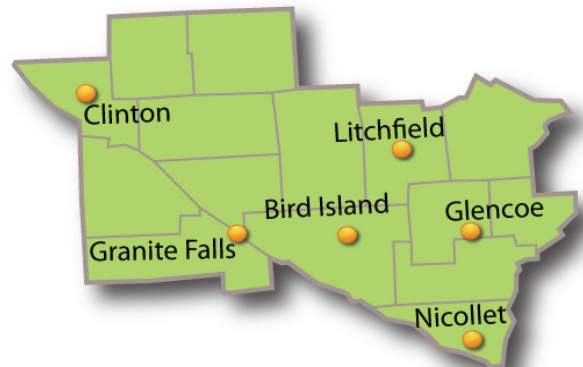 Clinton
Litchfield
Bird Island
Glencoe
Granite Falls
Nicollet